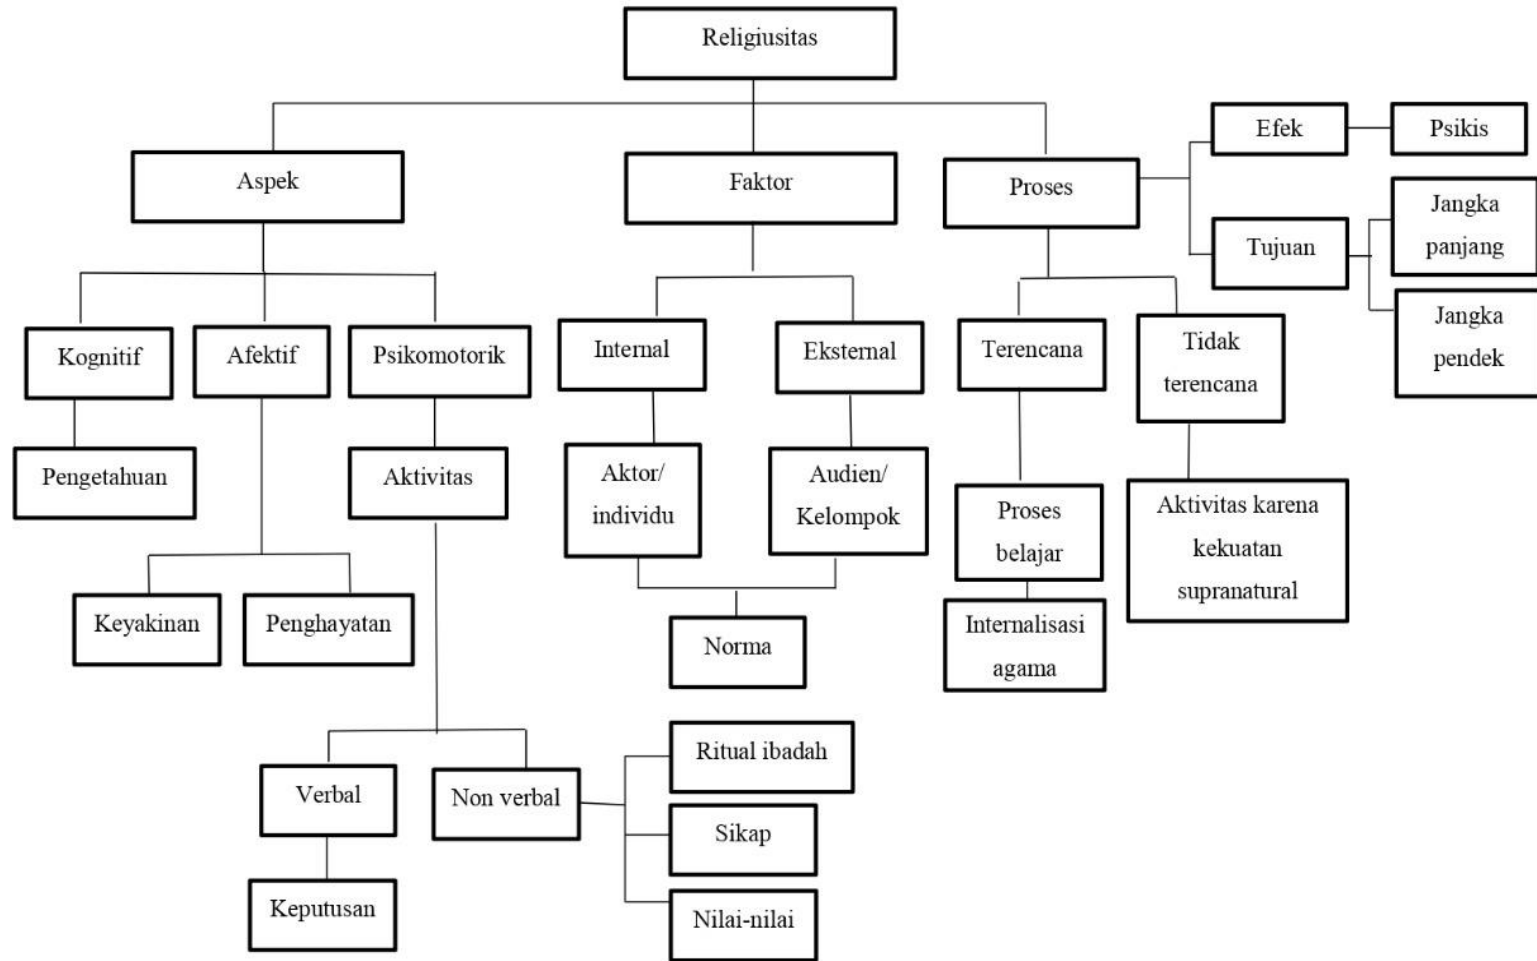 Religiusitas
Aspek
Faktor
Proses
Efek
Psikis
Tujuan
Jangka
panjang
Jangka
pendek
Kognitif
Afektif
Psikomotorik
Internal
Eksternal
Terencana
Tidak
terencana
Pengetahuan
Aktivitas
Aktor/
individu
Audien/
Kelompok
Proses
belajar
Aktivitas karena
kekuatan
supranatural
Keyakinan
Penghayatan
Norma
Internalisasi
agama
Verbal
Non verbal
Ritual ibadah
Sikap
Nilai-nilai
Keputusan